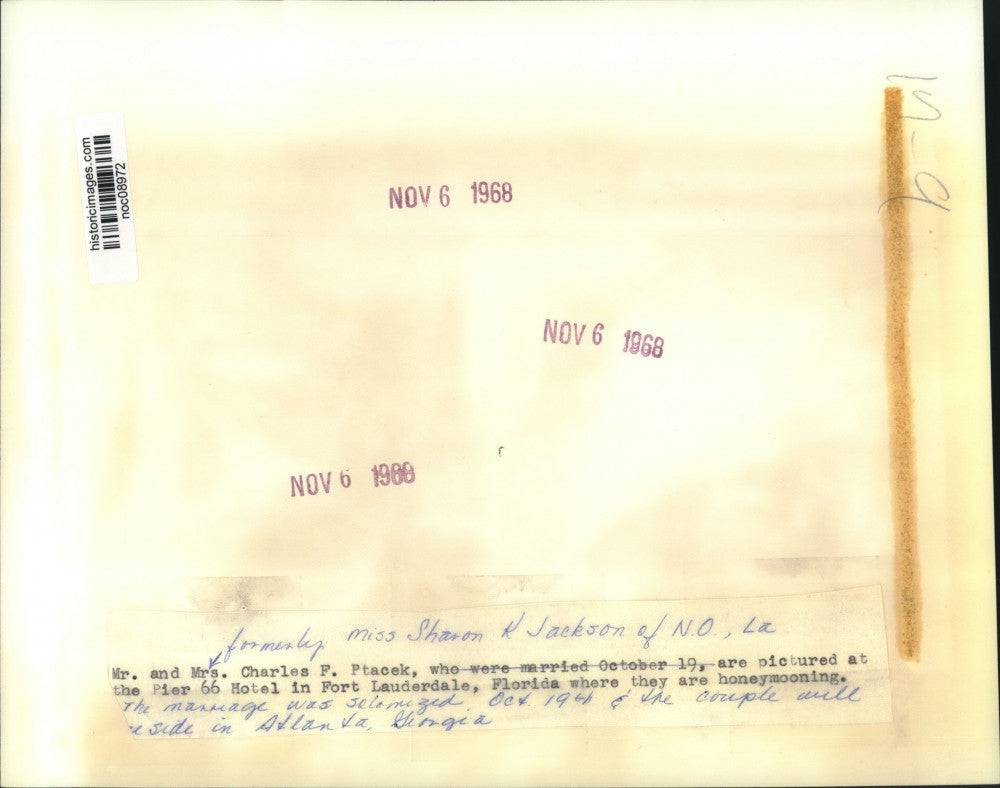 historicimages.com
noc08972
m-a
NOV 6 1968
NOV 6 1968
NOV 6 1968
formerly Miss Sharon K Jackson of N.O., La
Mr. and Mrs. Charles F. Ptacek, who were married October 19, are pictured at
the Pier 66 Hotel in Fort Lauderdale, Florida where they are honeymooning.
The marriage was selomized Oct. 19th & the couple will
reside in Atlanta, Georgia